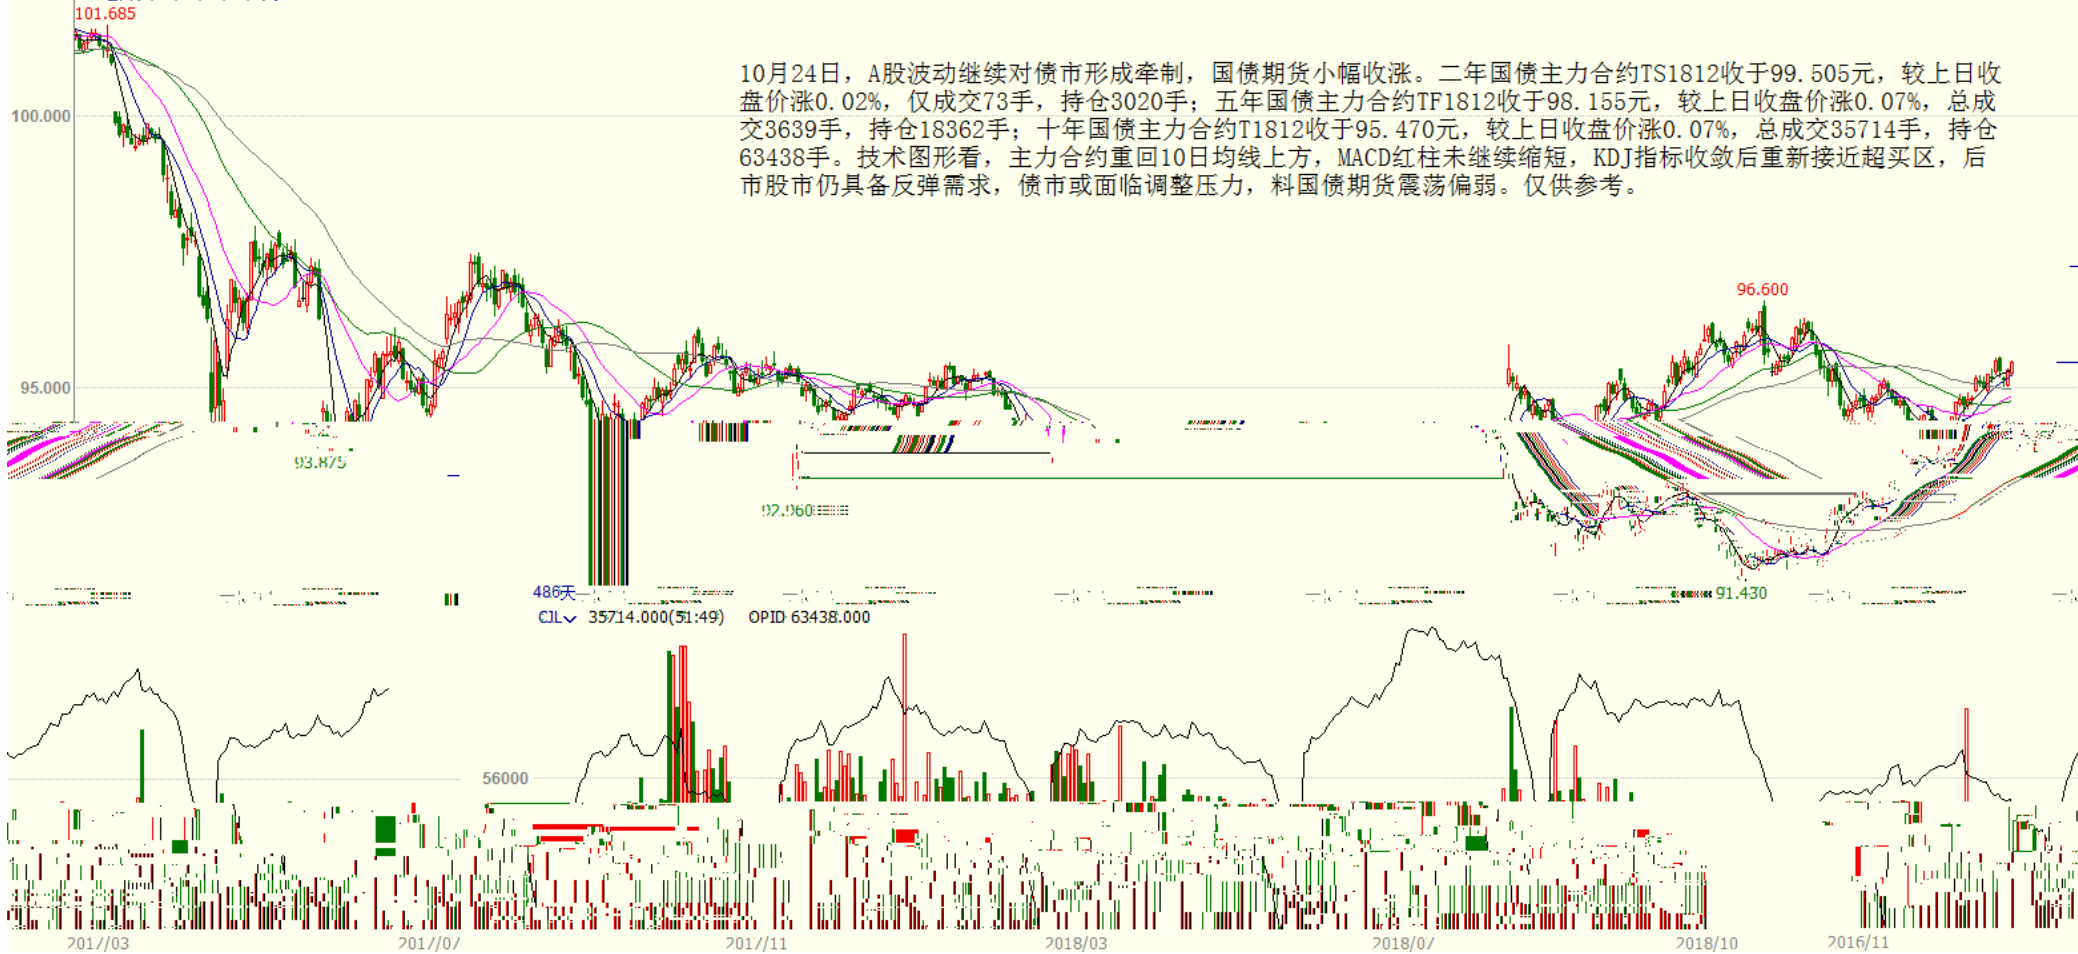 101.685
10月24日，A股波动继续对债市形成牵制，国债期货小幅收涨。二年国债主力合约TS1812收于99.505元，较上日收
盘价涨0.02%，仅成交73手，持仓3020手；五年国债主力合约TF1812收于98.155元，较上日收盘价涨0.07%，总成
交3639手，持仓18362手；十年国债主力合约T1812收于95.470元，较上日收盘价涨0.07%，总成交35714手，持仓
63438手。技术图形看，主力合约重回10日均线上方，MACD红柱未继续缩短，KDJ指标收敛后重新接近超买区，后
市股市仍具备反弹需求，债市或面临调整压力，料国债期货震荡偏弱。仅供参考。
100.000
96.600
95.000
93.875
92.960
486天
91.430
CJL 35714.000(51:49) OPID 63438.000
56000
2017/03 2017/07 2017/11 2018/03 2018/07 2018/10 2016/11